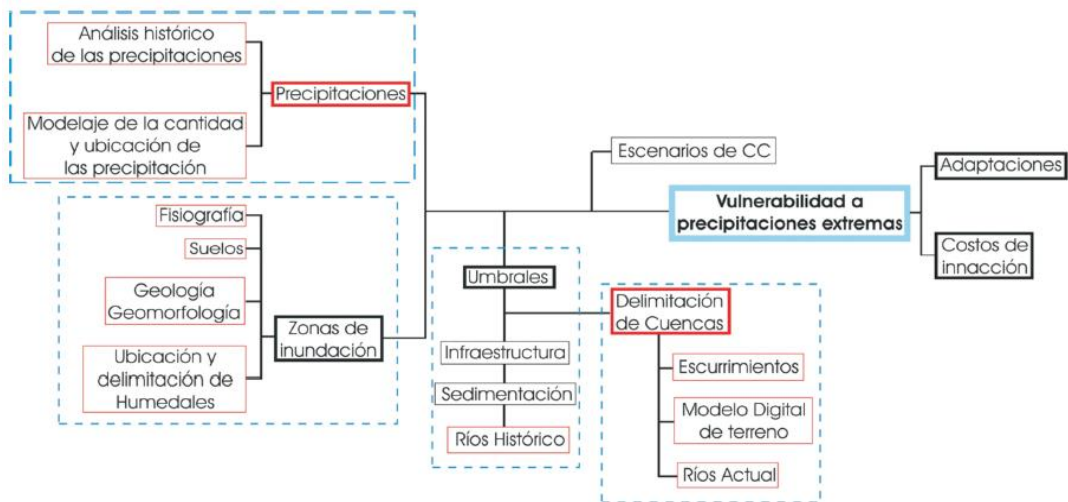 Análisis histórico
de las precipitaciones
Precipitaciones
Modelaje de la cantidad
y ubicación de
las precipitación
Escenarios de CC
Adaptaciones
Vulnerabilidad a
precipitaciones extremas
Costos de
innacción
Fisiografía
Suelos
Geología
Geomorfología
Zonas de
inundación
Ubicación y
delimitación de
Humedales
Umbrales
Infraestructura
Sedimentación
Ríos Histórico
Delimitación
de Cuencas
Escurrimientos
Modelo Digital
de terreno
Ríos Actual